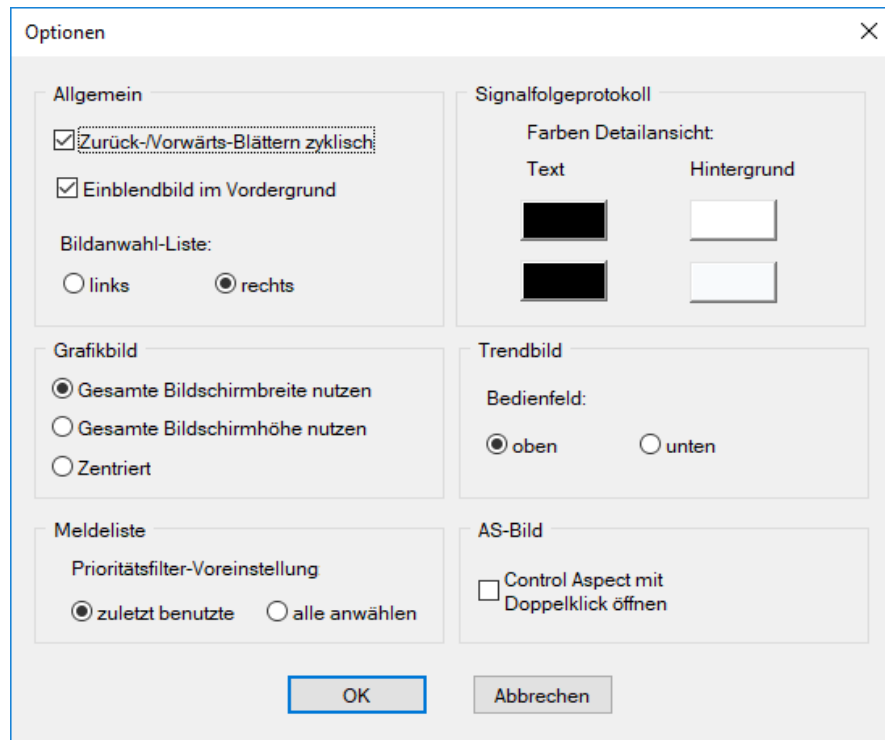 Optionen
Allgemein
Zurück-/Vorwärts-Blättern zyklisch
Einblendbild im Vordergrund
Bildanwahl-Liste:
links
rechts
Signalfolgeprotokoll
Farben Detailansicht:
Text
Hintergrund
Grafikbild
Gesamte Bildschirmbreite nutzen
Gesamte Bildschirmhöhe nutzen
Zentriert
Trendbild
Bedienfeld:
oben
unten
Meldeliste
Prioritätsfilter-Voreinstellung
zuletzt benutzte
alle anwählen
AS-Bild
Control Aspect mit
Doppelklick öffnen
OK
Abbrechen